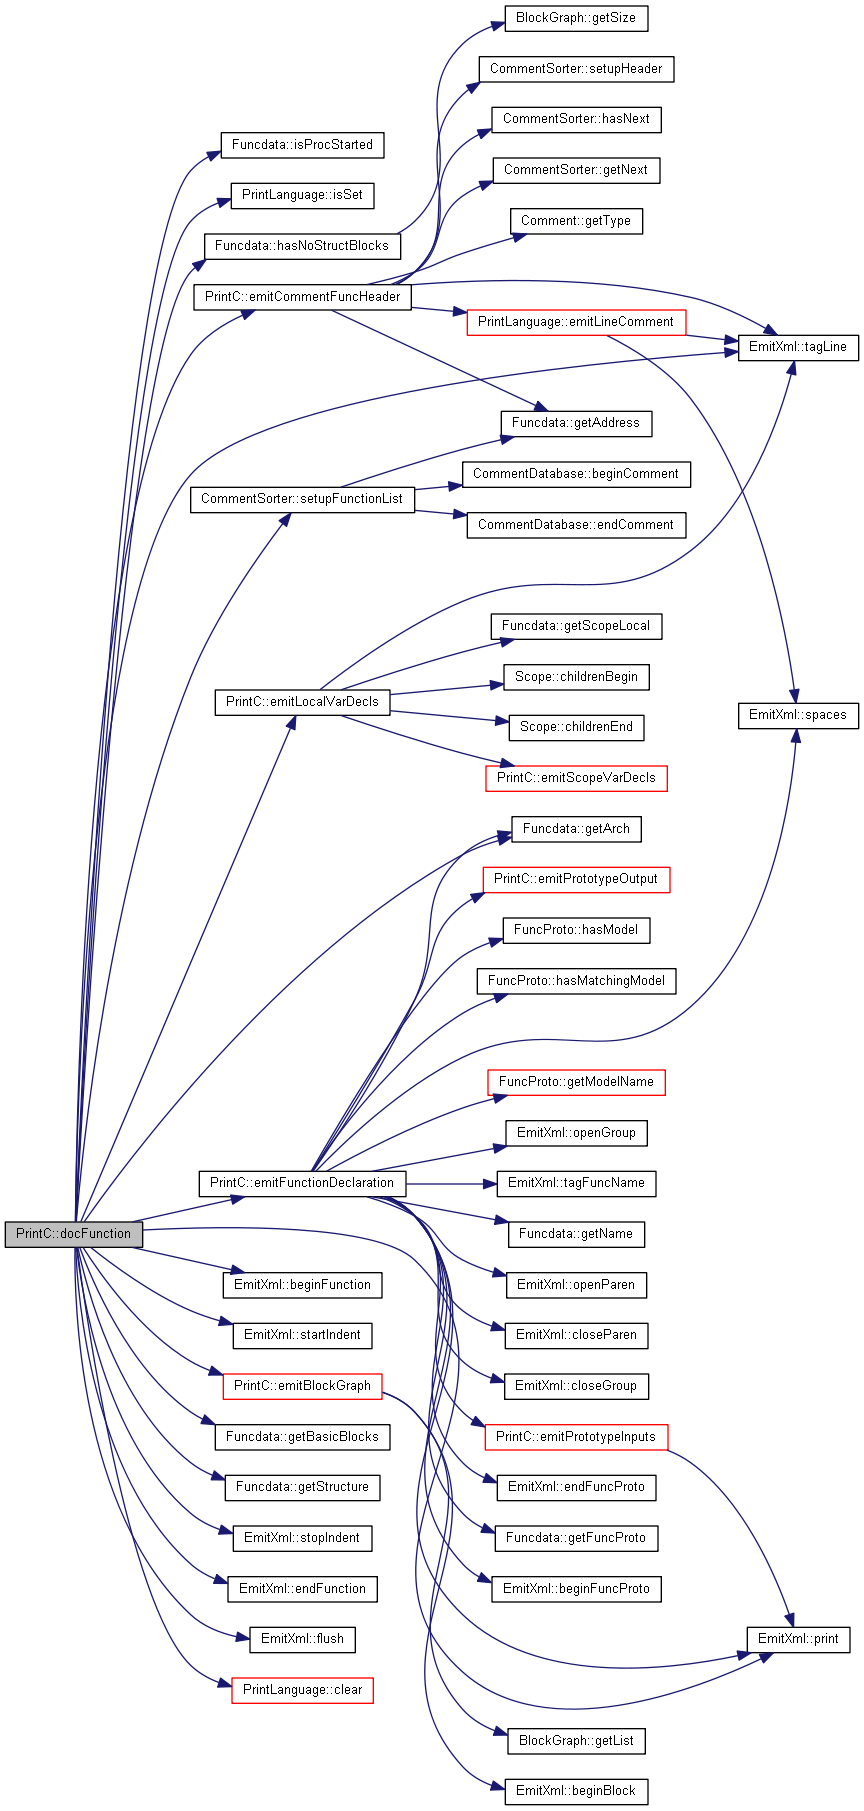 BlockGraph::getSize
CommentSorter::setupHeader
CommentSorter::hasNext
Funcdata::isProcStarted
CommentSorter::getNext
PrintLanguage::isSet
Comment::getType
Funcdata::hasNoStructBlocks
PrintC::emitCommentFuncHeader
PrintLanguage::emitLineComment
EmitXml::tagLine
Funcdata::getAddress
CommentDatabase::beginComment
CommentSorter::setupFunctionList
CommentDatabase::endComment
Funcdata::getScopeLocal
Scope::childrenBegin
PrintC::emitLocalVarDecls
EmitXml::spaces
Scope::childrenEnd
PrintC::emitScopeVarDecls
Funcdata::getArch
PrintC::emitPrototypeOutput
FuncProto::hasModel
FuncProto::hasMatchingModel
FuncProto::getModelName
EmitXml::openGroup
PrintC::emitFunctionDeclaration
EmitXml::tagFuncName
PrintC::docFunction
Funcdata::getName
EmitXml::beginFunction
EmitXml::openParen
EmitXml::startIndent
EmitXml::closeParen
PrintC::emitBlockGraph
EmitXml::closeGroup
Funcdata::getBasicBlocks
PrintC::emitPrototypeInputs
Funcdata::getStructure
EmitXml::endFuncProto
EmitXml::stopIndent
Funcdata::getFuncProto
EmitXml::endFunction
EmitXml::beginFuncProto
EmitXml::flush
EmitXml::print
PrintLanguage::clear
BlockGraph::getList
EmitXml::beginBlock